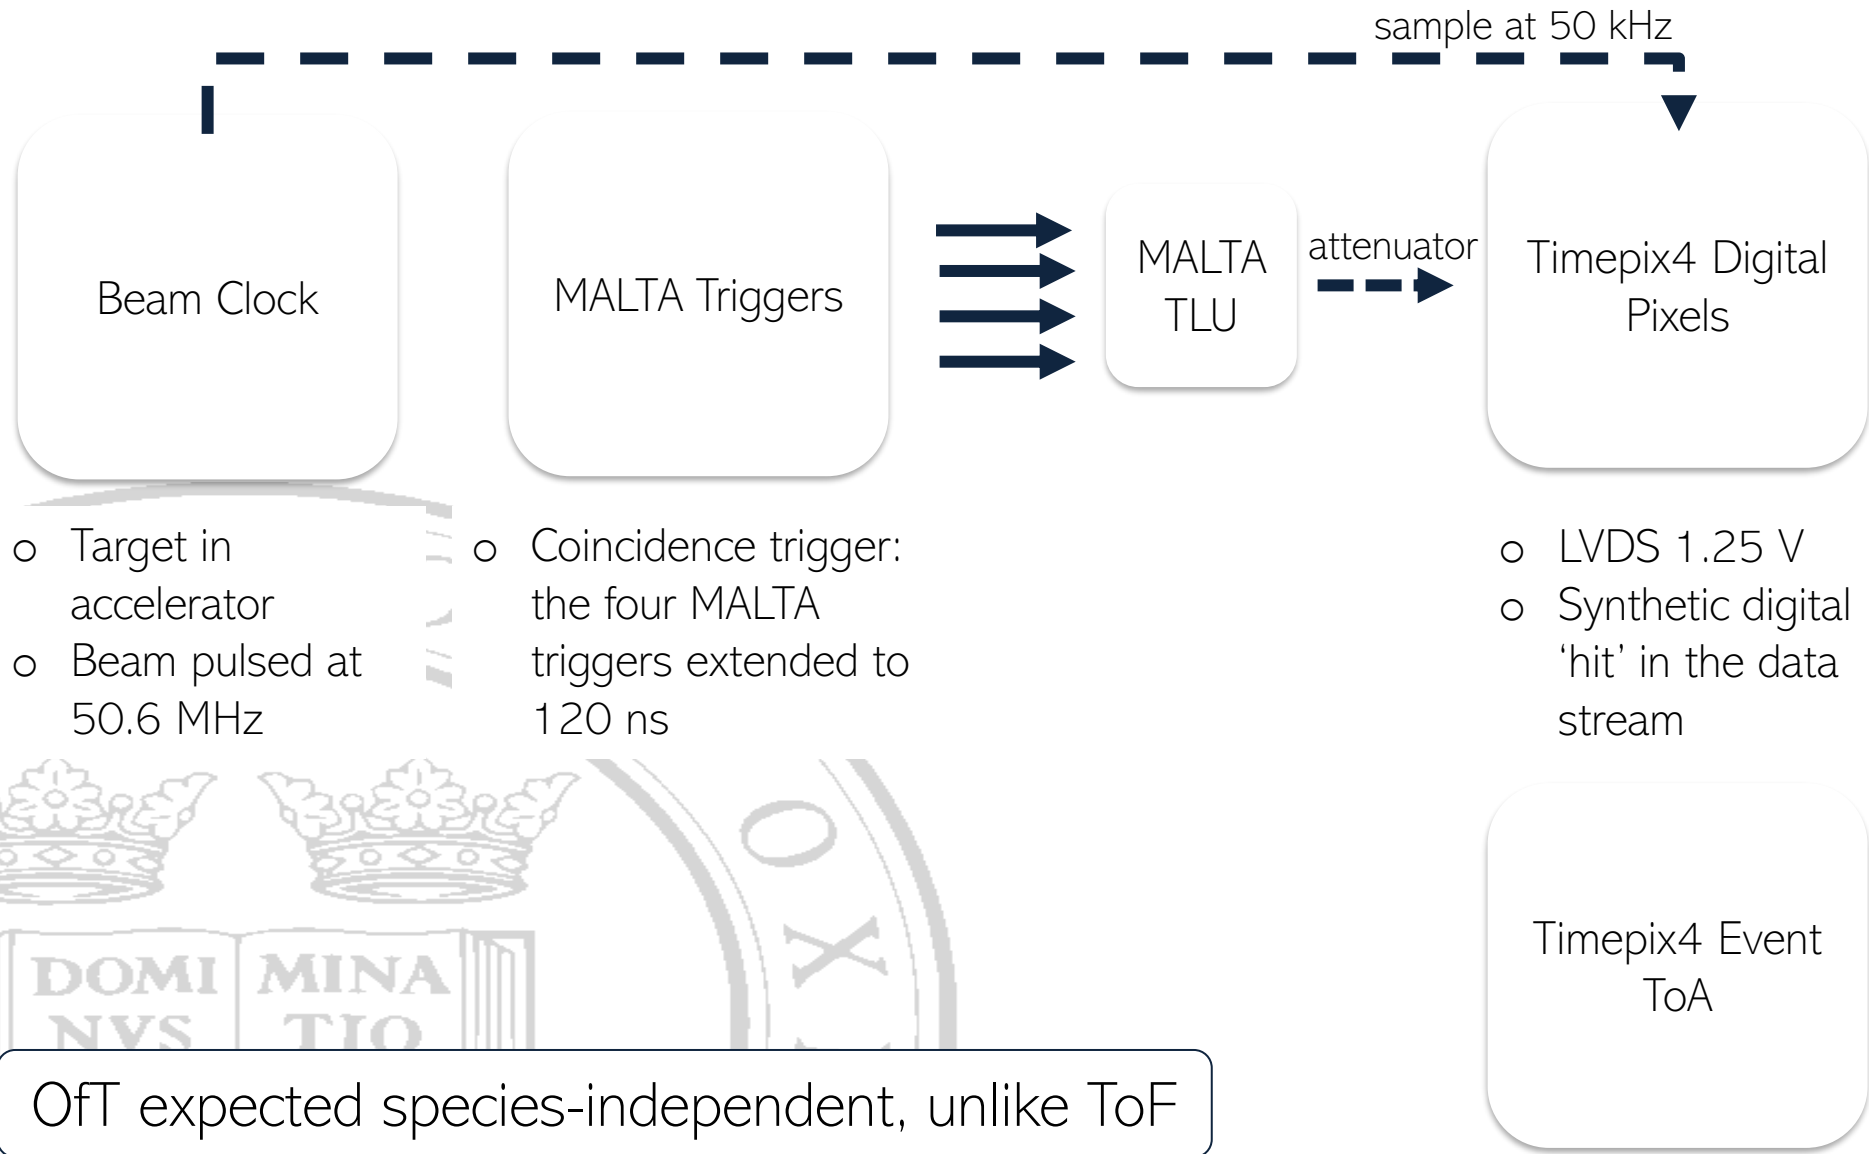 sample at 50 kHz
Beam Clock
MALTA Triggers
MALTA
TLU
attenuator
Timepix4 Digital
Pixels
o Target in
accelerator
o Beam pulsed at
50.6 MHz
o Coincidence trigger:
the four MALTA
triggers extended to
120 ns
o LVDS 1.25 V
o Synthetic digital
‘hit’ in the data
stream
Timepix4 Event
ToA
DOMI MINA
NVS TIO
O X
OfT expected species-independent, unlike ToF